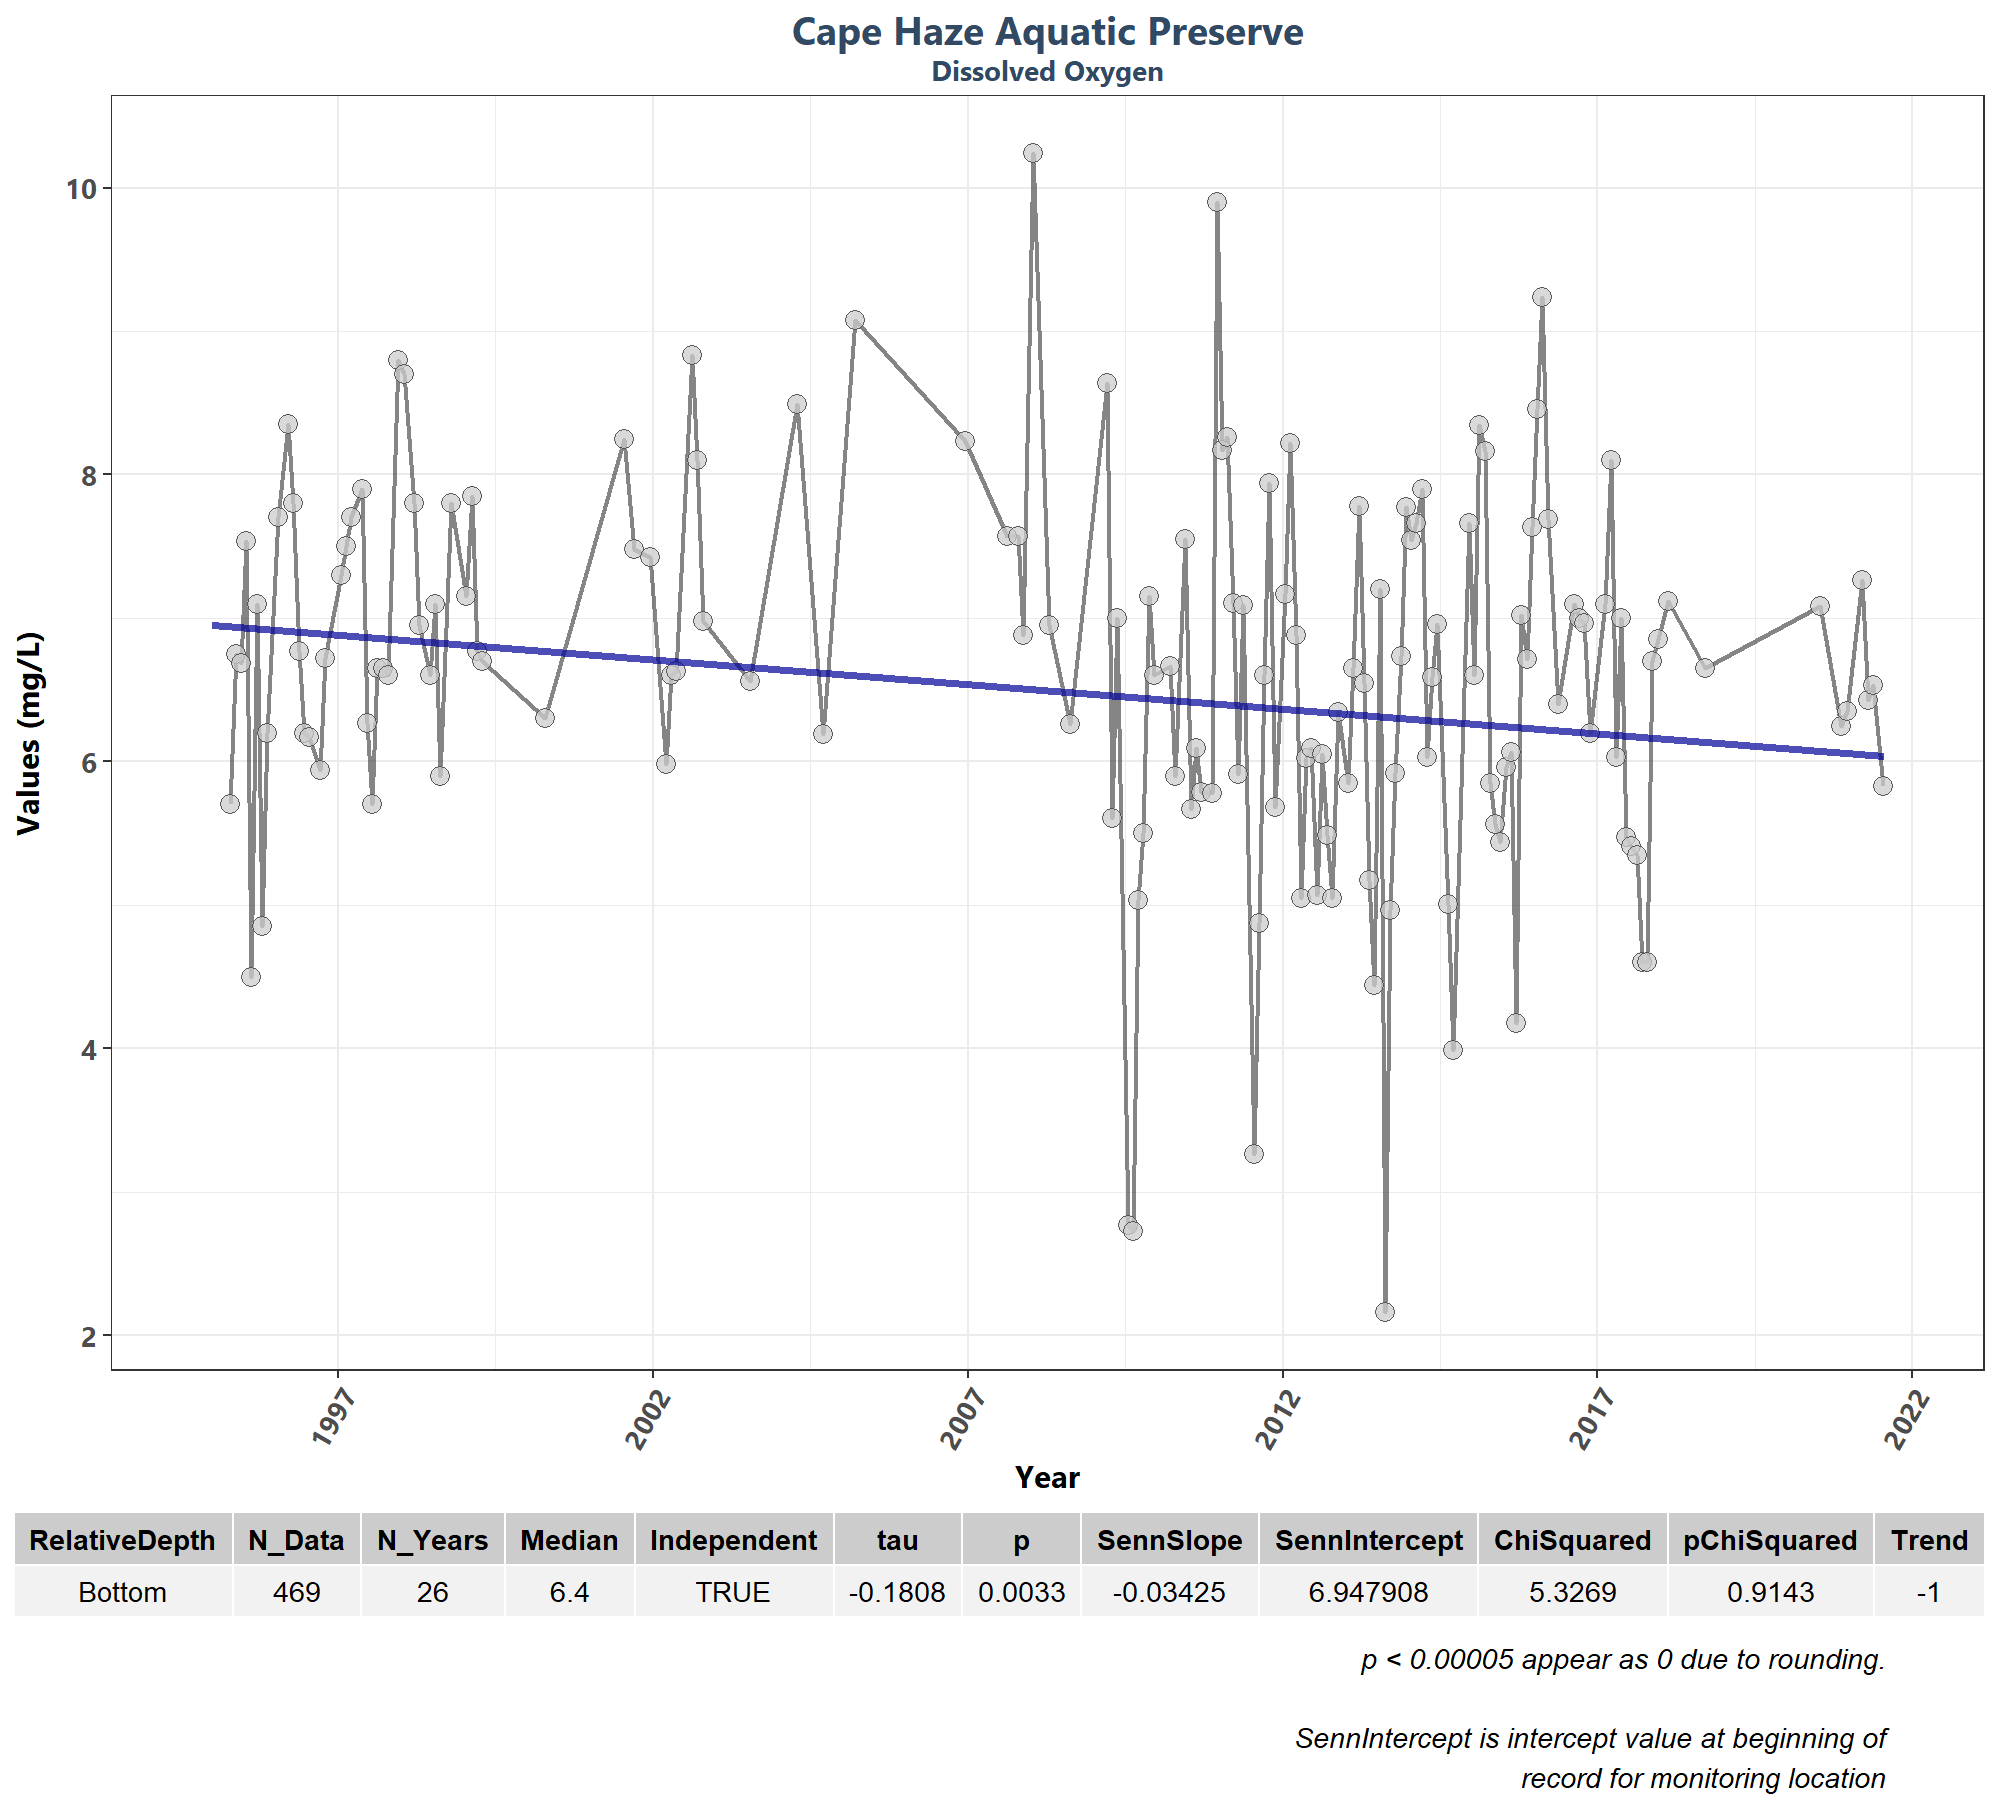 Cape Haze Aquatic Preserve
Dissolved Oxygen
Values (mg/L)
10
8
6
4
2
1997 2002 2007 2012 2017 2022
Year
RelativeDepth N_Data N_Years Median Independent tau p SennSlope SennIntercept ChiSquared pChiSquared Trend
Bottom 469 26 6.4 TRUE -0.1808 0.0033 -0.03425 6.947908 5.3269 0.9143 -1
p < 0.00005 appear as 0 due to rounding.
SennIntercept is intercept value at beginning of
record for monitoring location